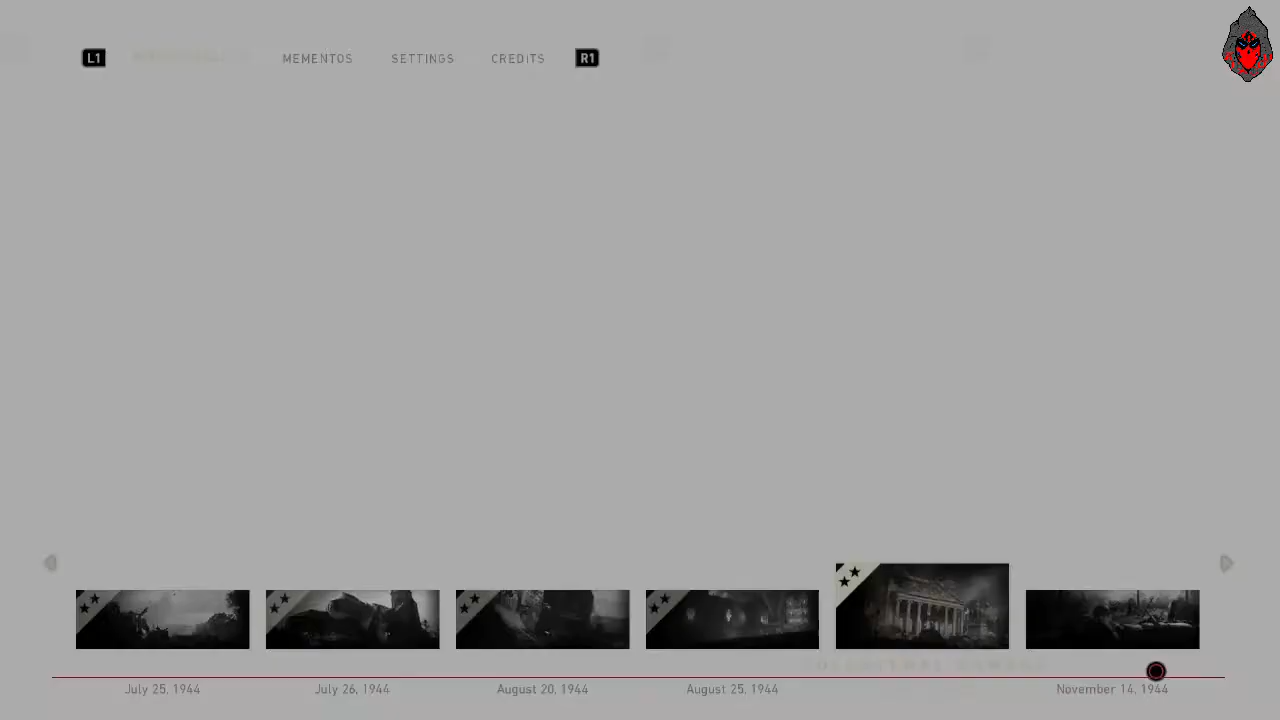 L1 MEMENTOS SETTINGS CREDITS R1
July 25, 1944 July 26, 1944 August 20, 1944 August 25, 1944 November 14, 1944